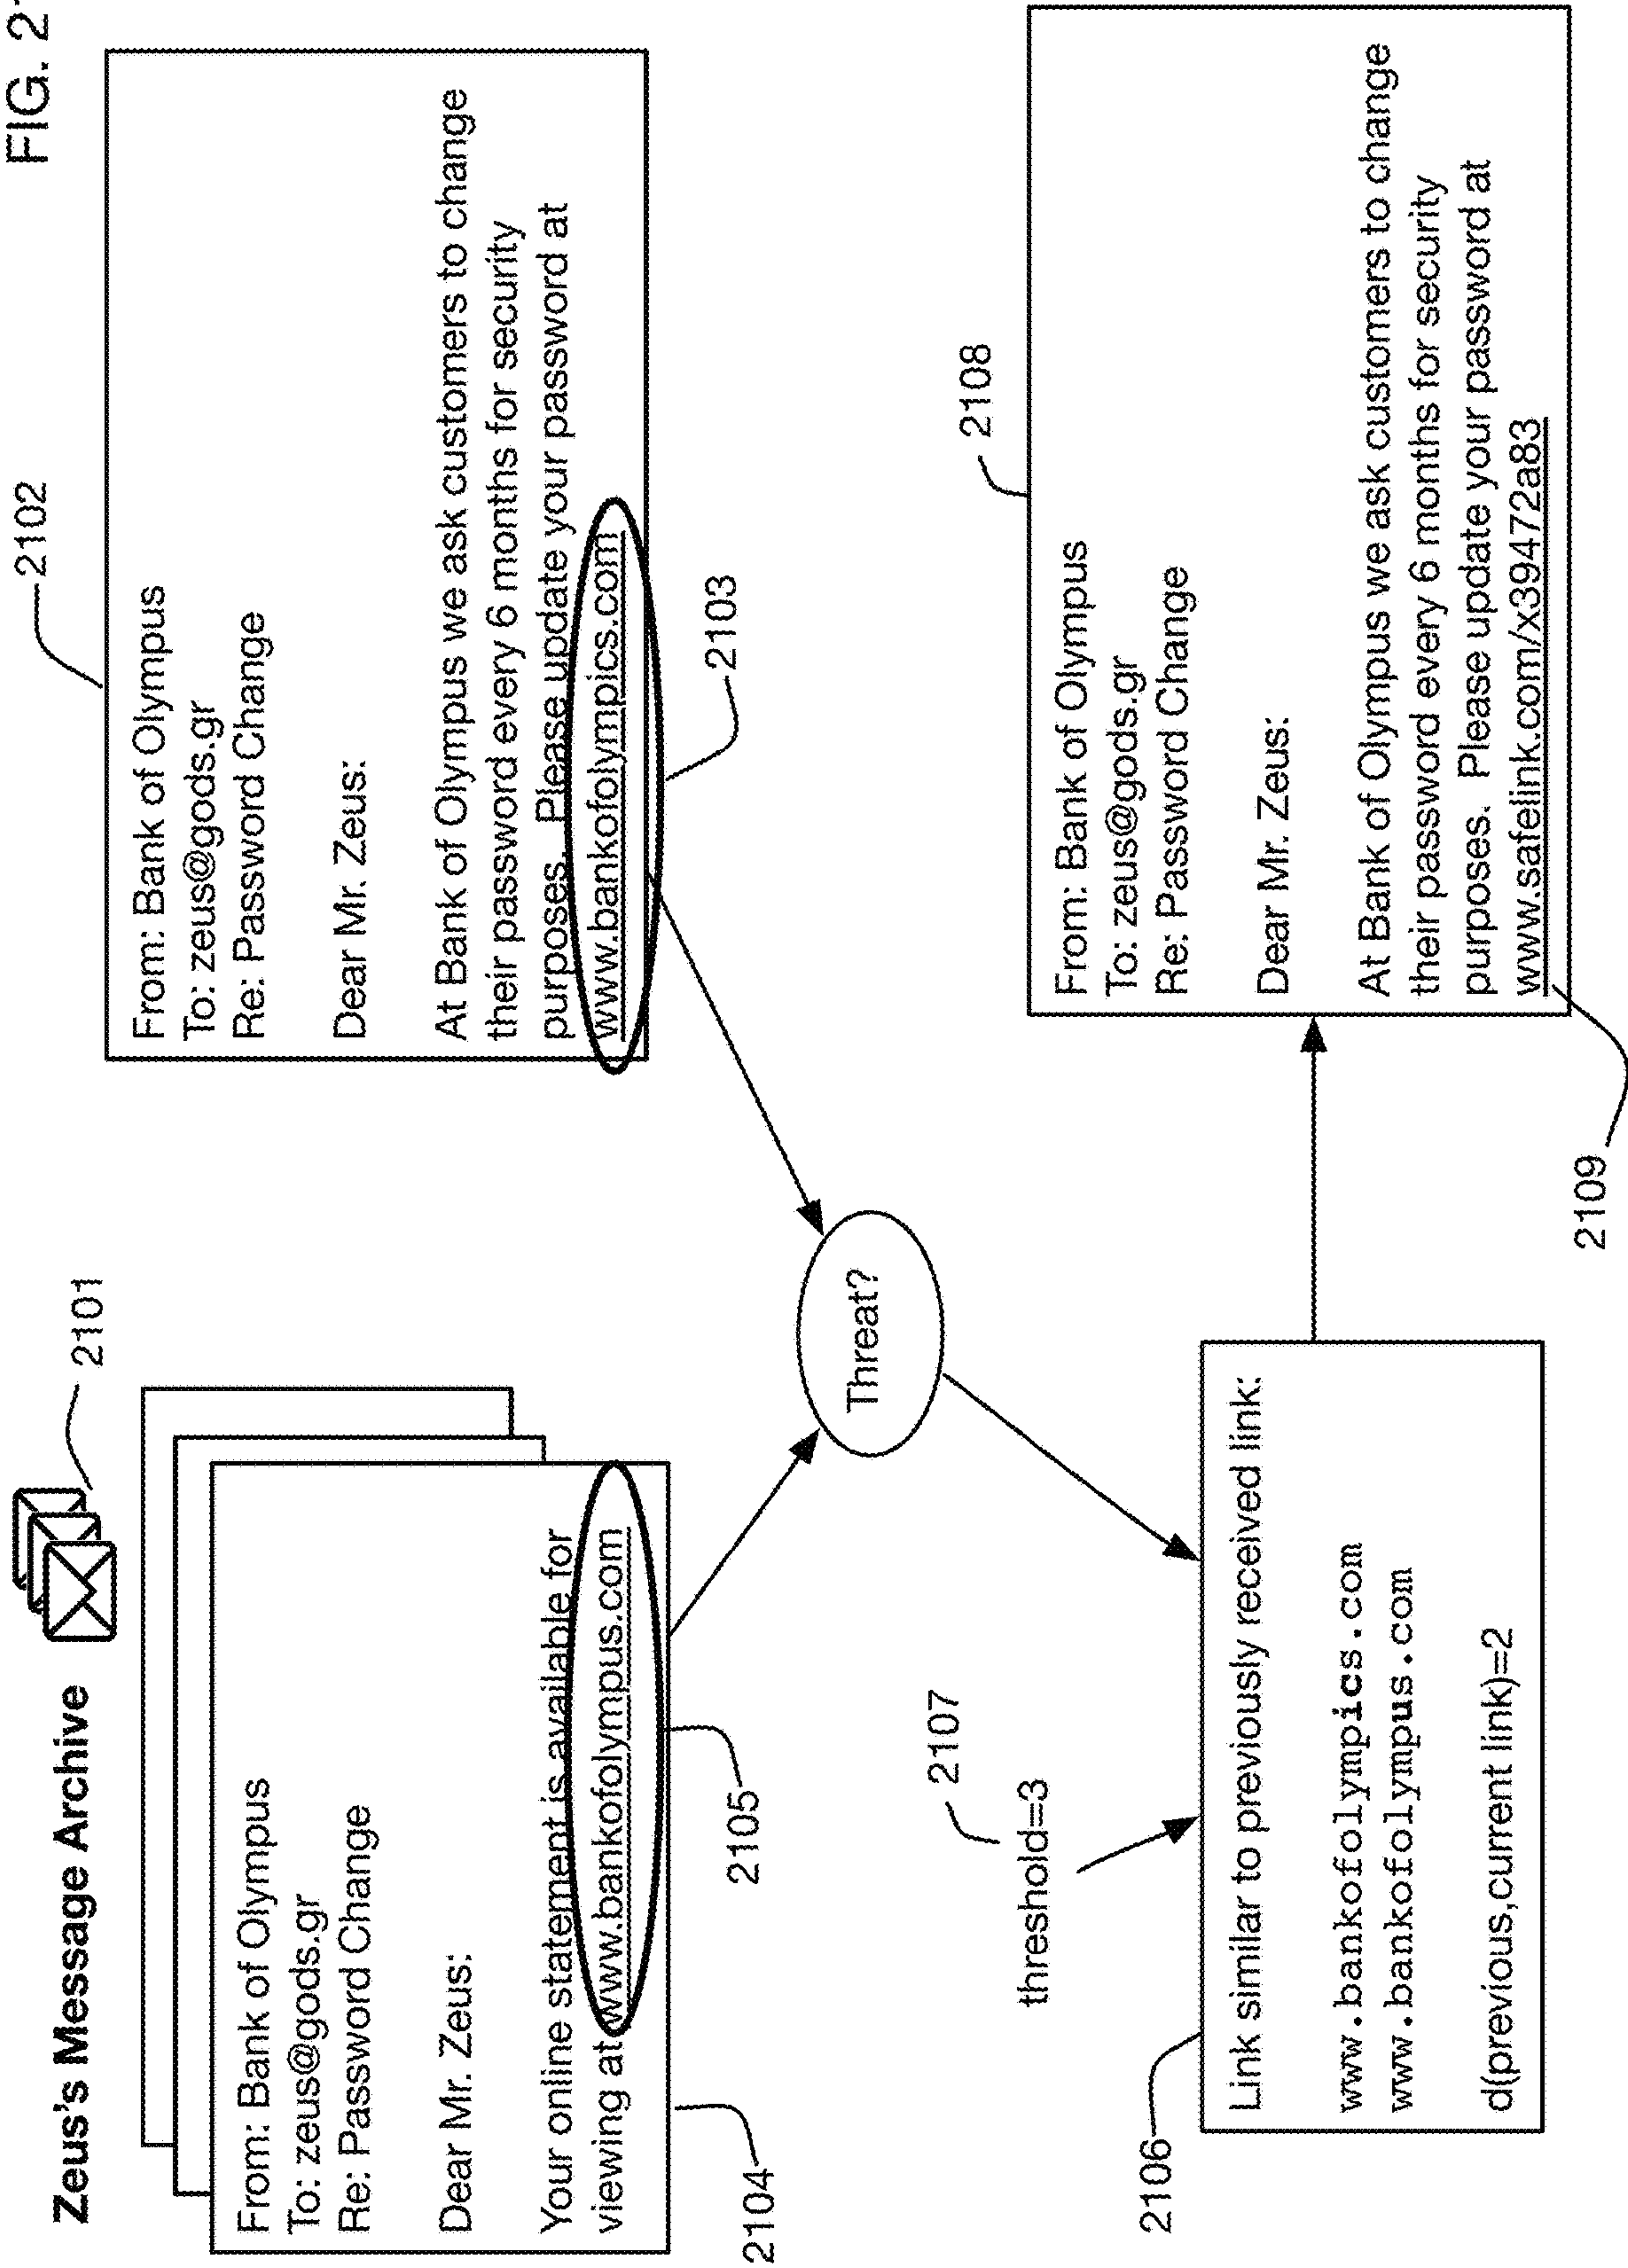 FIG. 2
Zeus's Message Archive
2101
From: Bank of Olympus
To: zeus@gods.gr
Re: Password Change
Dear Mr. Zeus:
Your online statement is available for
viewing at www.bankofolympus.com
2104
2105
2102
From: Bank of Olympus
To: zeus@gods.gr
Re: Password Change
Dear Mr. Zeus:
At Bank of Olympus we ask customers to change
their password every 6 months for security
purposes. Please update your password at
www.bankofolympics.com
2103
Threat?
2107
threshold=3
2106
Link similar to previously received link:
www.bankofolympics.com
www.bankofolympus.com
d(previous,current link)=2
2108
From: Bank of Olympus
To: zeus@gods.gr
Re: Password Change
Dear Mr. Zeus:
At Bank of Olympus we ask customers to change
their password every 6 months for security
purposes. Please update your password at
www.safelink.com/x39472a83
2109